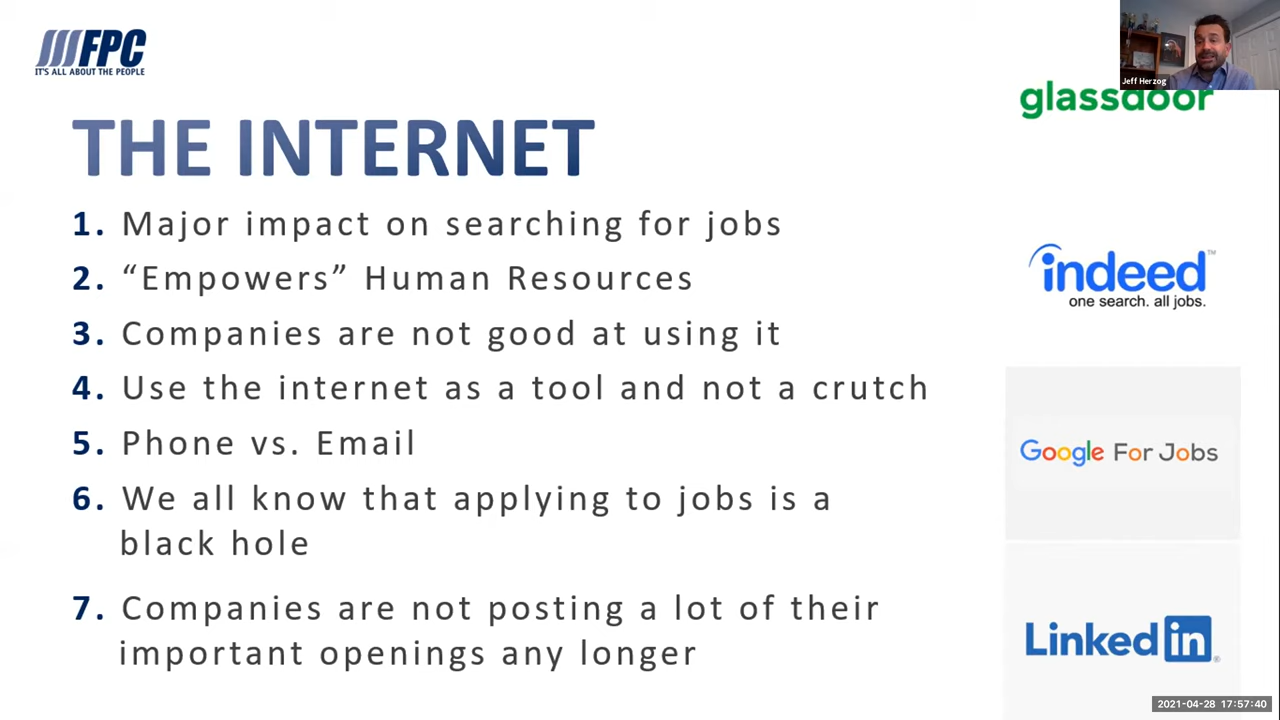 FPC
IT'S ALL ABOUT THE PEOPLE
Jeff Herzog
glassdoor
THE INTERNET
1. Major impact on searching for jobs
2. “Empowers” Human Resources
3. Companies are not good at using it
4. Use the internet as a tool and not a crutch
5. Phone vs. Email
6. We all know that applying to jobs is a
black hole
7. Companies are not posting a lot of their
important openings any longer
indeed™
one search. all jobs.
Google For Jobs
Linked in®
2021-04-28 17:57:40